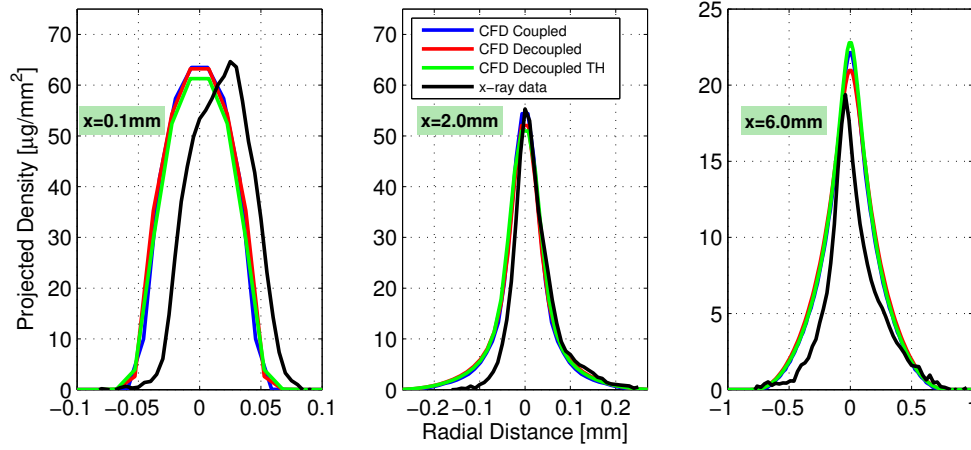 Projected Density [µg/mm²]
70
60
50
40
30
20
10
0
x=0.1mm
−0.1 −0.05 0 0.05 0.1
70
60
50
40
30
20
10
0
CFD Coupled
CFD Decoupled
CFD Decoupled TH
x−ray data
x=2.0mm
−0.2 −0.1 0 0.1 0.2
Radial Distance [mm]
25
20
15
10
5
0
x=6.0mm
−1 −0.5 0 0.5 1